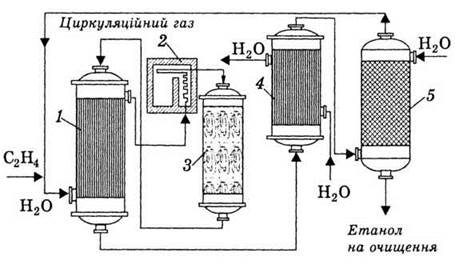 Циркуляційний газ
2
H₂O
4
H₂O
1
5
3
C₂H₄
H₂O
H₂O
Етанол
на очищення